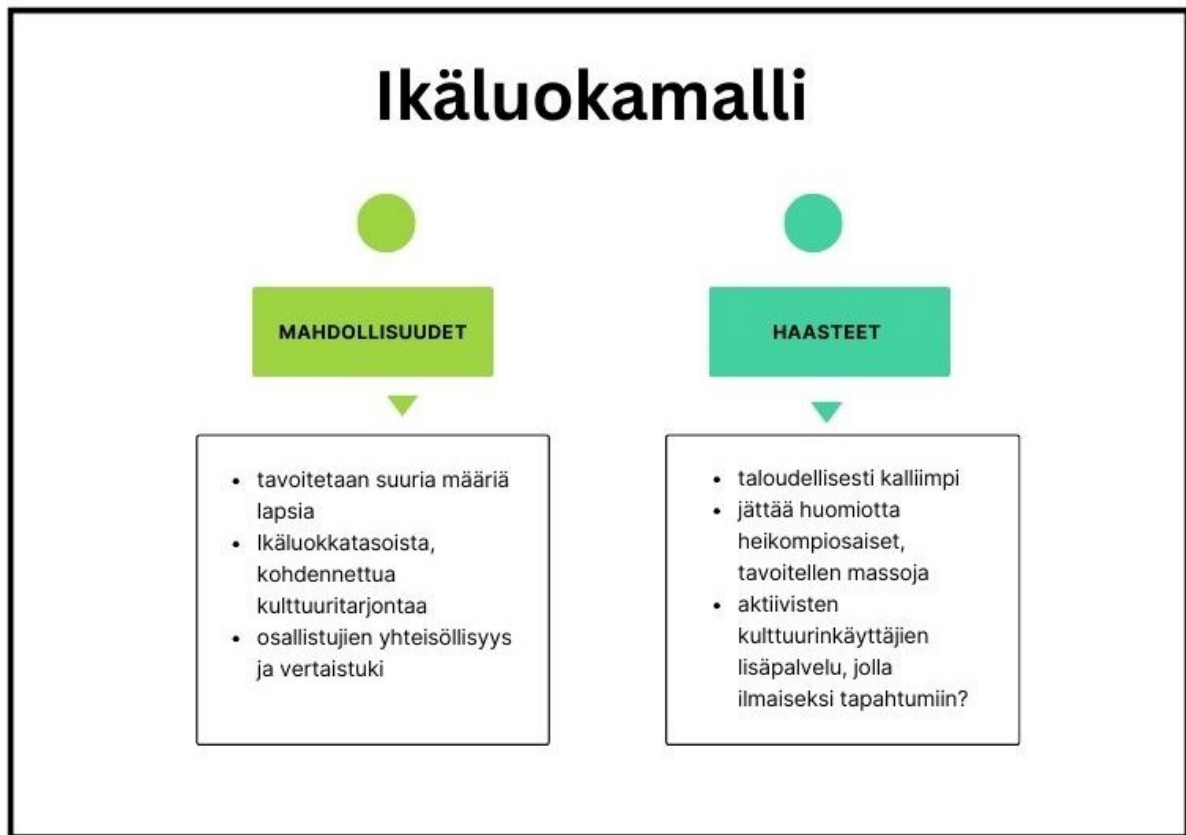 Ikäluokamalli
MAHDOLLISUUDET
• tavoitetaan suuria määriä
lapsia
• Ikäluokkatasoista,
kohdennettua
kulttuuritarjontaa
• osallistujien yhteisöllisyys
ja vertaistuki
HAASTEET
• taloudellisesti kalliimpi
• jättää huomiotta
heikompiosaiset,
tavoitellen massoja
• aktiivisten
kulttuurinkäyttäjien
lisäpalvelu, jolla
ilmaiseksi tapahtumiin?